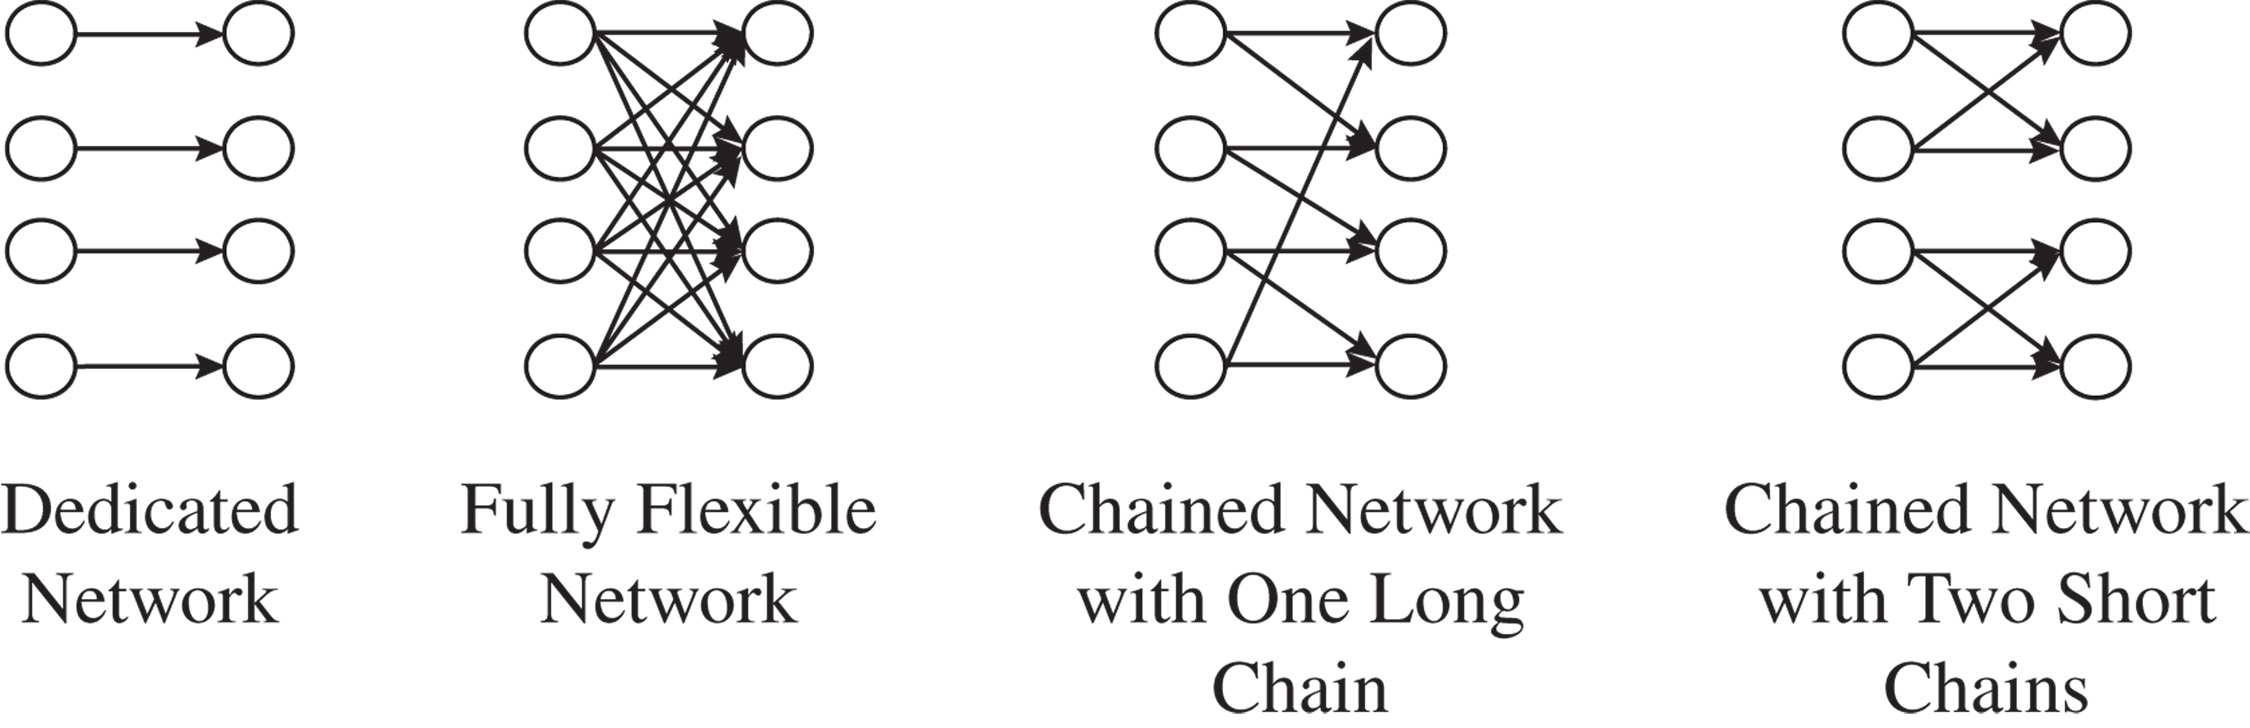 Dedicated
Network
Fully Flexible
Network
Chained Network
with One Long
Chain
Chained Network
with Two Short
Chains